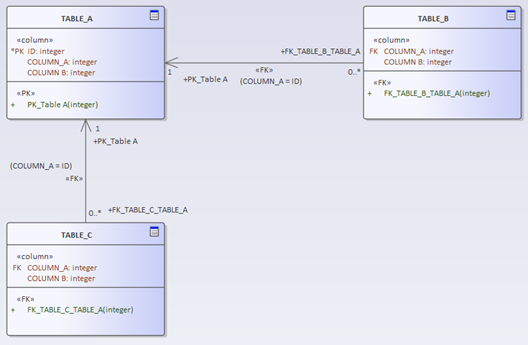 TABLE_A
«column»
*PK ID: integer
COLUMN_A: integer
COLUMN B: integer
«PK»
+ PK_Table A(integer)
TABLE_B
«column»
FK COLUMN_A: integer
COLUMN B: integer
«FK»
+ FK_TABLE_B_TABLE_A(integer)
+FK_TABLE_B_TABLE_A
1
0..*
+PK_Table A
«FK»
(COLUMN_A = ID)
1
+PK_Table A
(COLUMN_A = ID)
«FK»
0..* +FK_TABLE_C_TABLE_A
TABLE_C
«column»
FK COLUMN_A: integer
COLUMN B: integer
«FK»
+ FK_TABLE_C_TABLE_A(integer)